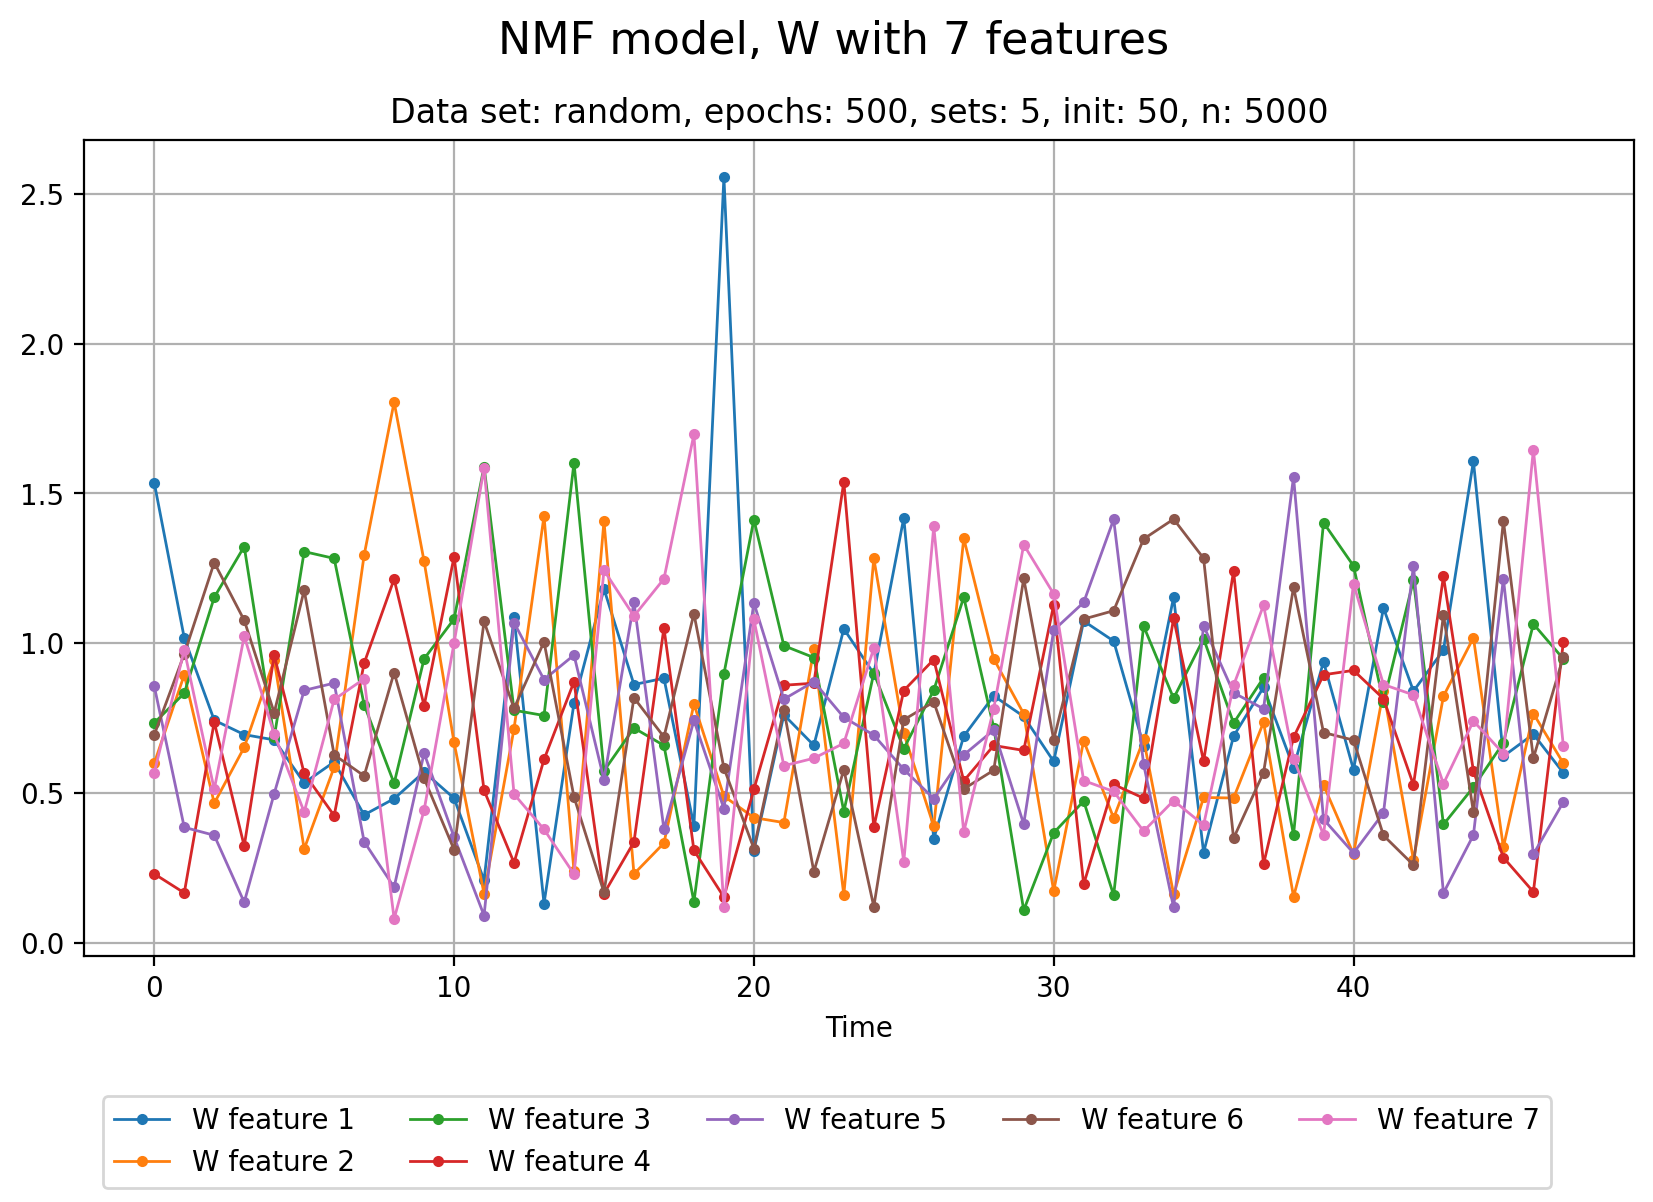 NMF model, W with 7 features
Data set: random, epochs: 500, sets: 5, init: 50, n: 5000
2.5
2.0
1.5
1.0
0.5
0.0
0 10 20 30 40
Time
W feature 1 W feature 3 W feature 5 W feature 6 W feature 7
W feature 2 W feature 4